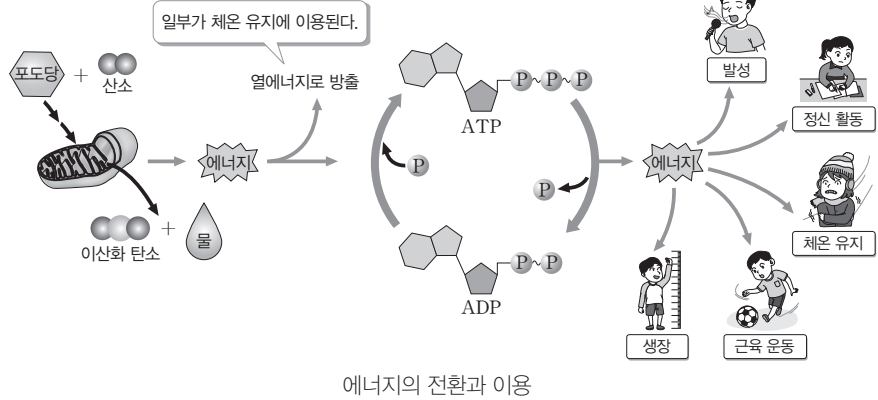 일부가 체온 유지에 이용된다.
포도당
+
산소
열에너지로 방출
P P P
ATP
발성
정신 활동
에너지
P
P
에너지
이산화 탄소
+
물
P P
ADP
체온 유지
생장
근육 운동
에너지의 전환과 이용